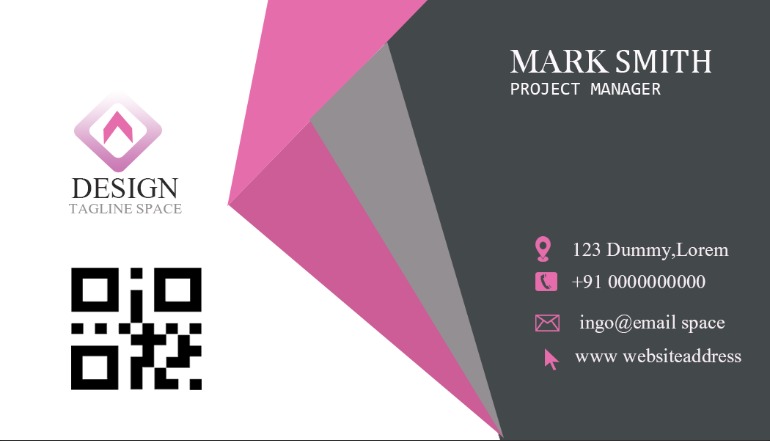 DESIGN
TAGLINE SPACE
MARK SMITH
PROJECT MANAGER
123 Dummy,Lorem
+91 0000000000
ingo@email space
www websiteaddress